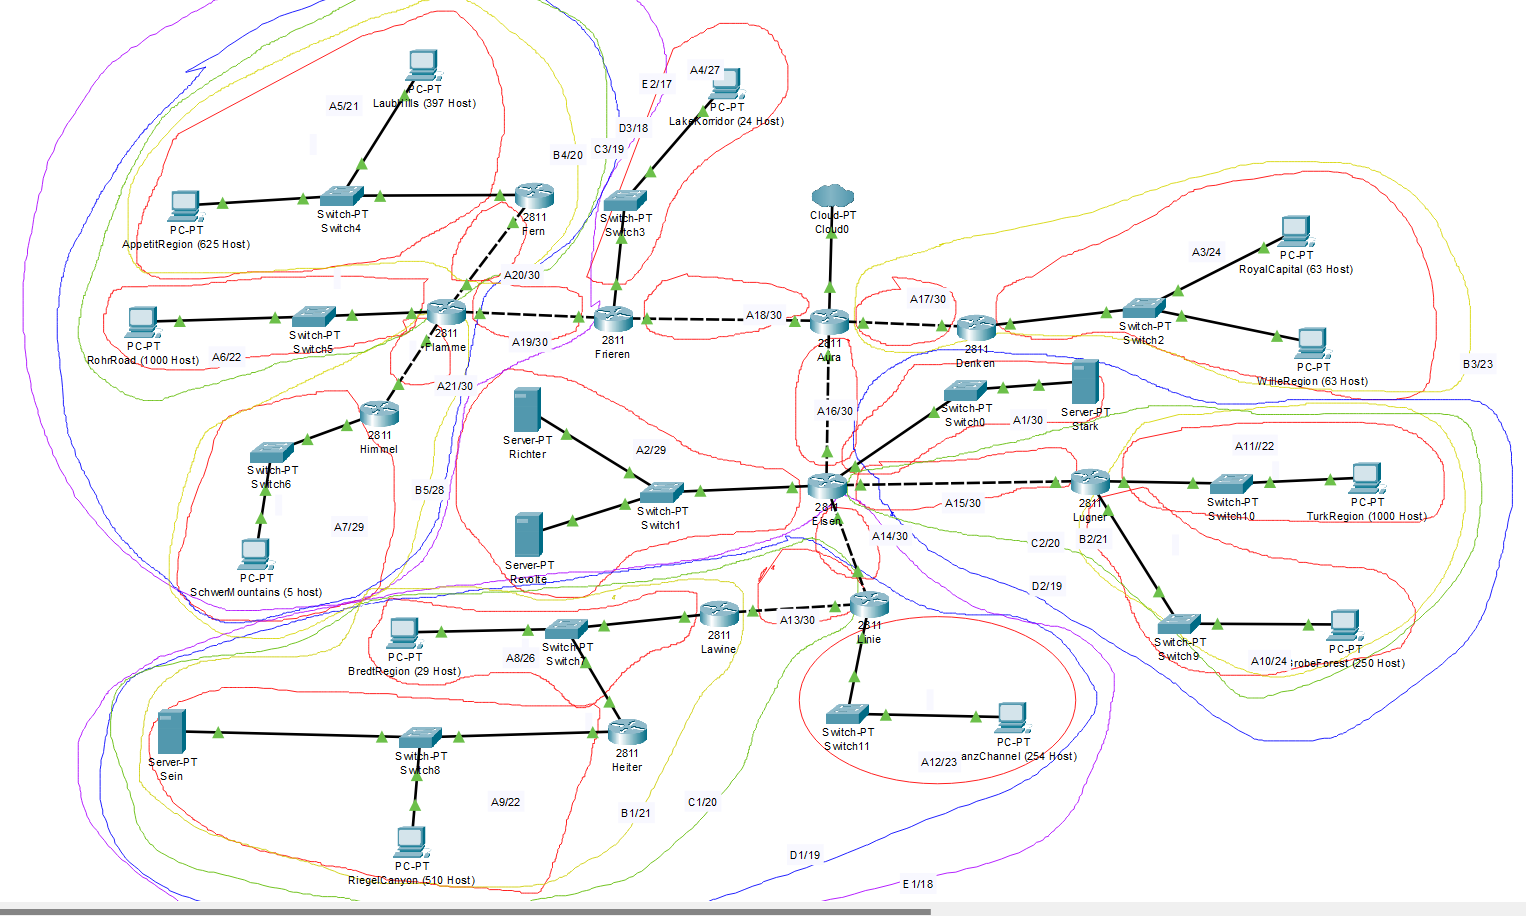 A5/21
PC-PT
LaubHills (397 Host)
E2/17
A4/27
PC-PT
LakeKorridor (24 Host)
D3/18
C3/19
B4/20
PC-PT
AppetitRegion (625 Host)
Switch-PT
Switch4
2811
Fern
Switch-PT
Switch3
Cloud-PT
Cloud0
A3/24
PC-PT
RoyalCapital (63 Host)
A20/30
A17/30
A18/30
PC-PT
RohrRoad (1000 Host)
A6/22
Switch-PT
Switch5
2811
Flamme
A19/30
2811
Frieren
2811
Aura
2811
Denken
Switch-PT
Switch2
PC-PT
WilleRegion (63 Host)
B3/23
A21/30
2811
Himmel
A16/30
Switch-PT
Switch0
A1/30
Server-PT
Stark
Server-PT
Richter
A2/29
A11//22
Switch-PT
Switch6
B5/28
Switch-PT
Switch1
2811
Eisen
A15/30
2811
Lugner
Switch-PT
Switch10
PC-PT
TurkRegion (1000 Host)
A7/29
A14/30
C2/20
B2/21
Server-PT
Revolte
PC-PT
SchwerMountains (5 host)
D2/19
A13/30
2811
Lawine
2811
Linie
PC-PT
BredtRegion (29 Host)
A8/26
Switch-PT
Switch7
Switch-PT
Switch9
A10/24
PC-PT
robeForest (250 Host)
Switch-PT
Switch11
PC-PT
anzChannel (254 Host)
A12/23
Server-PT
Sein
Switch-PT
Switch8
2811
Heiter
A9/22
B1/21
C1/20
PC-PT
RiegelCanyon (510 Host)
D1/19
E1/18